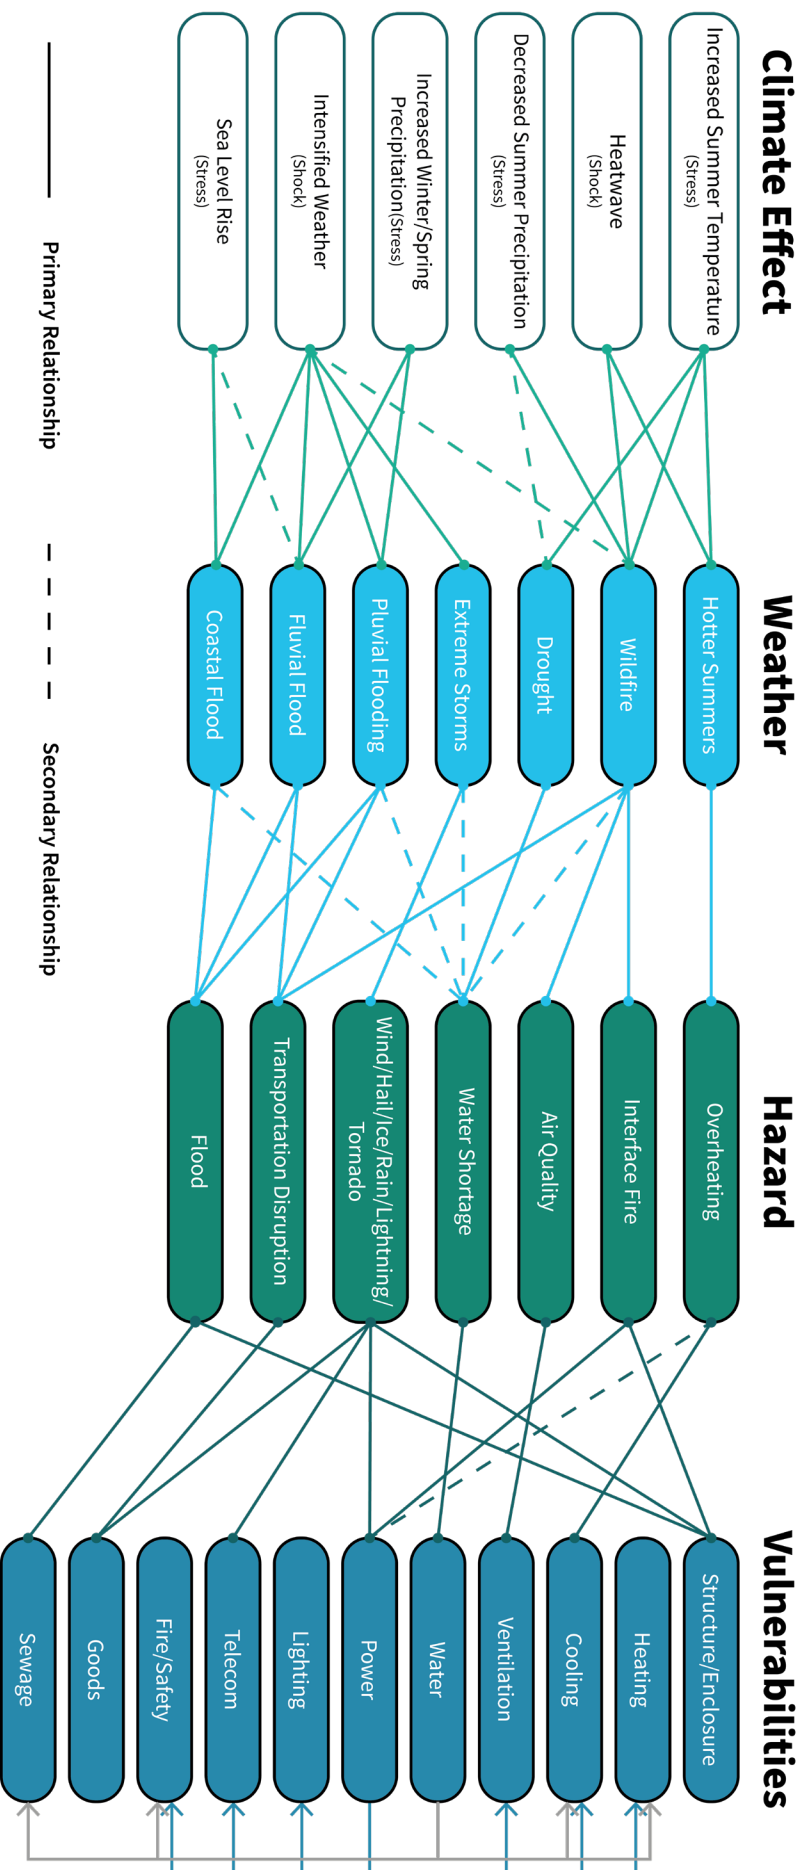 Climate Effect
Increased Summer Temperature
(Stress)
Heatwave
(Shock)
Decreased Summer Precipitation
(Stress)
Increased Winter/Spring
Precipitation(Stress)
Intensified Weather
(Shock)
Sea Level Rise
(Stress)
Weather
Hotter Summers
Wildfire
Drought
Extreme Storms
Pluvial Flooding
Fluvial Flood
Coastal Flood
Hazard
Overheating
Interface Fire
Air Quality
Water Shortage
Wind/Hail/Ice/Rain/Lightning/
Tornado
Transportation Disruption
Flood
Vulnerabilities
Structure/Enclosure
Heating
Cooling
Ventilation
Water
Power
Lighting
Telecom
Fire/Safety
Goods
Sewage
Primary Relationship
Secondary Relationship